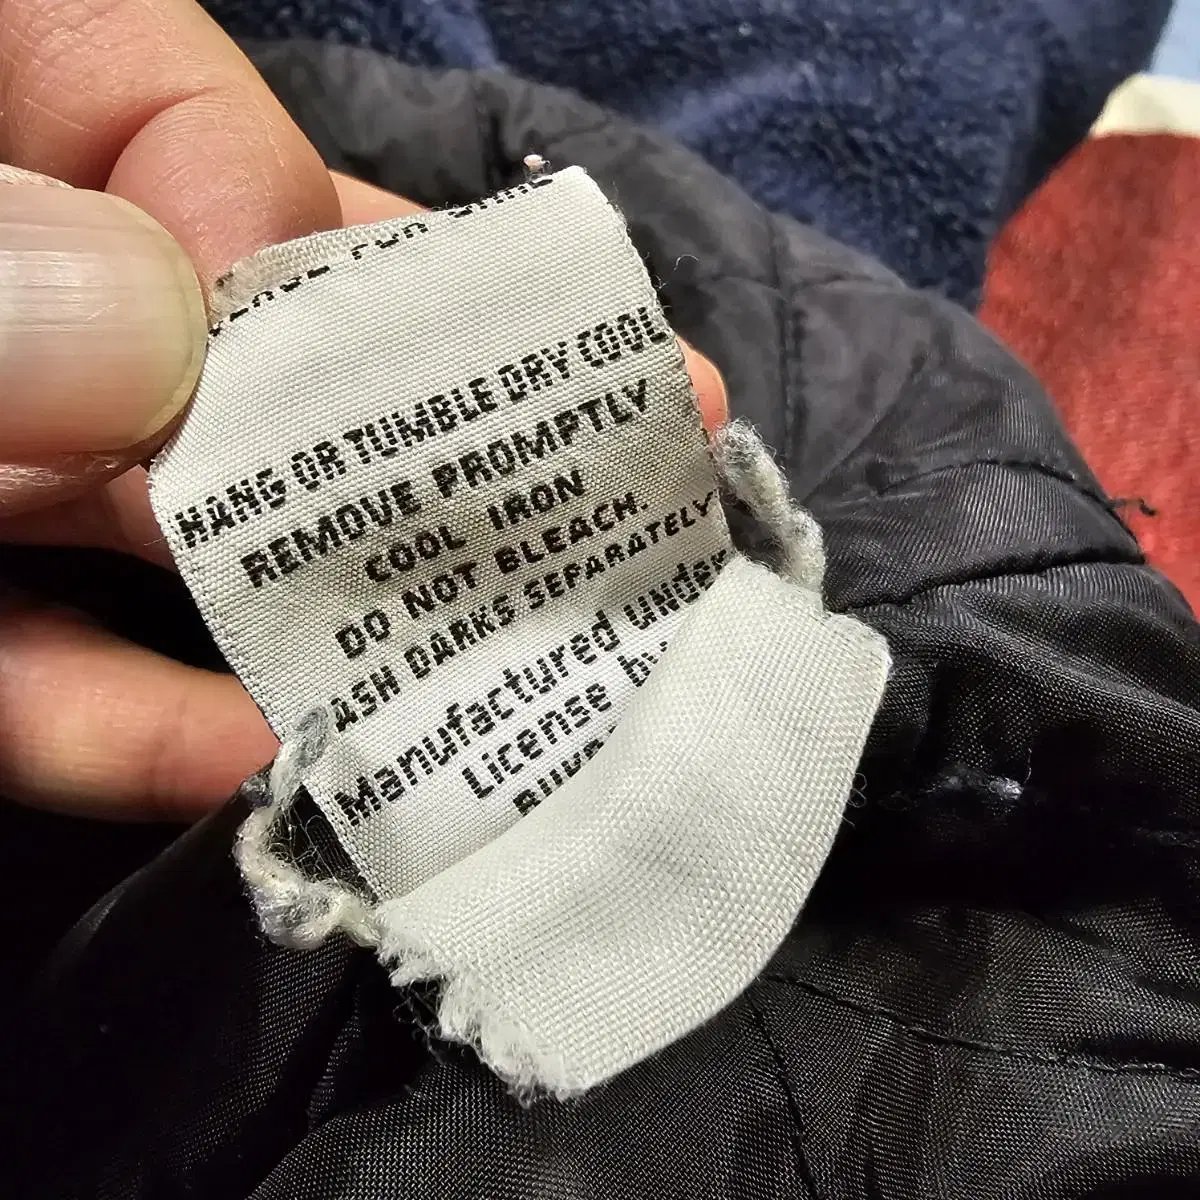 HANG OR TUMBLE DRY COOL
REMOVE PROMPTLY
COOL IRON
DO NOT BLEACH.
ASH DARKS SEPARATELY
Manufactured under
License by